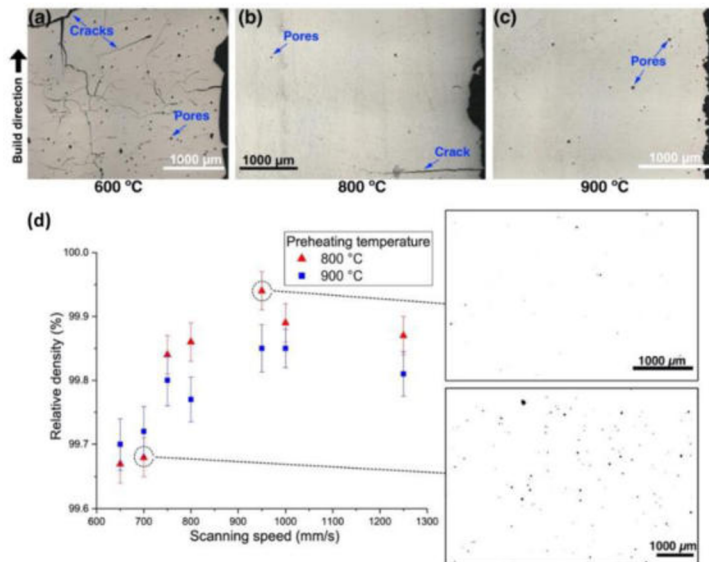 (a)
Cracks
Pores
1000 µm
600 °C
Build direction
(b)
Pores
Crack
1000 µm
800 °C
(c)
Pores
1000 µm
900 °C
(d)
Preheating temperature
800 °C
900 °C
Relative density (%)
100.0
99.9
99.8
99.7
99.6
600 700 800 900 1000 1100 1200 1300
Scanning speed (mm/s)
1000 µm
1000 µm